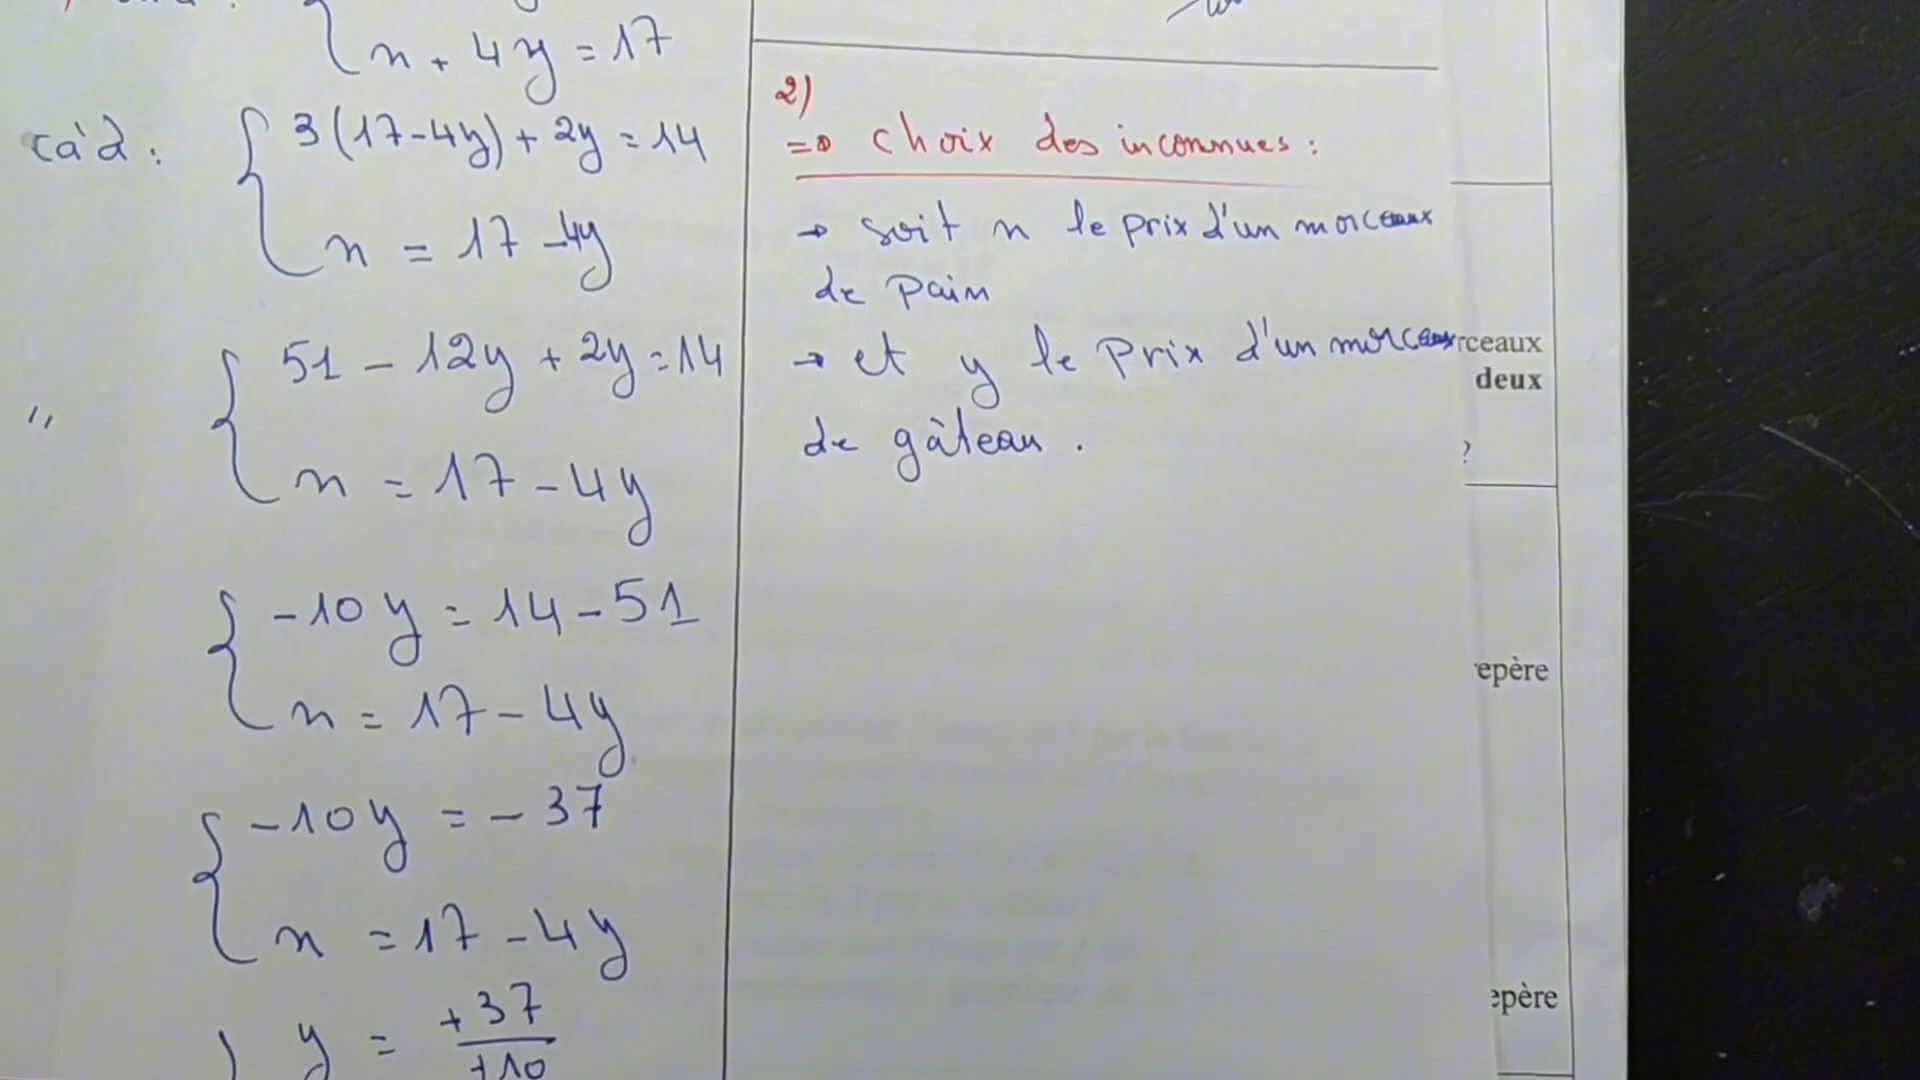 x + 4y = 17
càd : 3(17-4y) + 2y = 14
x = 17 - 4y
51 - 12y + 2y = 14
" x = 17 - 4y
-10y = 14 - 51
x = 17 - 4y
-10y = -37
x = 17 - 4y
y = +37/+10
2)
=> choix des inconnues :
→ soit x le prix d'un morceaux
de pain
→ et y le prix d'un morceaux
de gâteau .
rceaux
deux
?
epère
epère